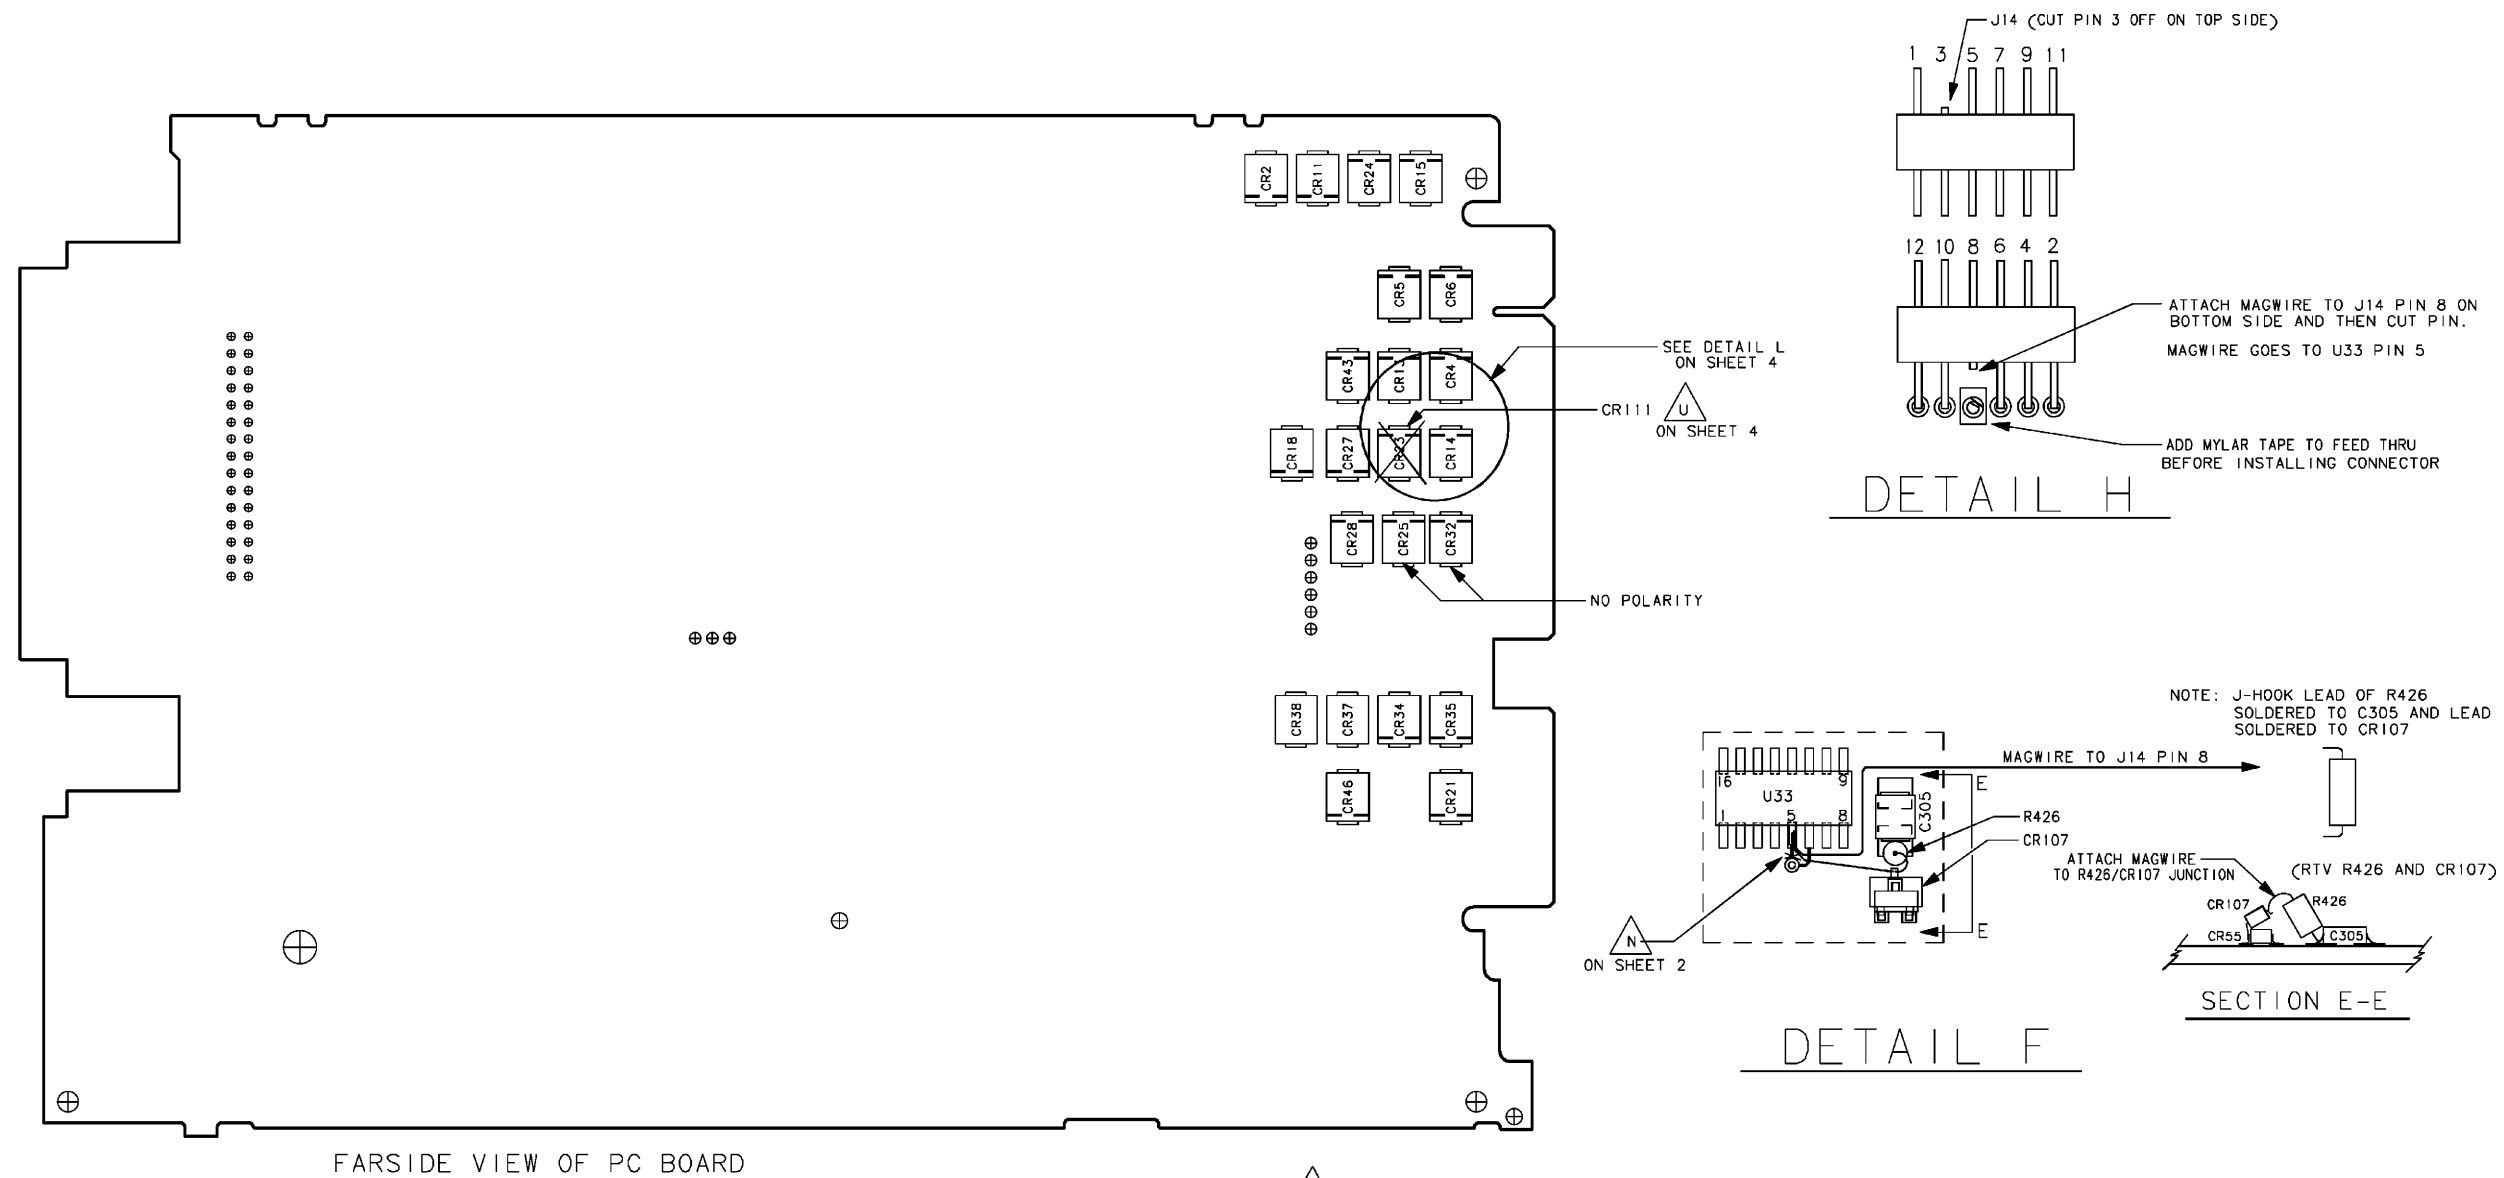 J14 (CUT PIN 3 OFF ON TOP SIDE)
1 3 5 7 9 11
CR2 CR11 CR24 CR15
12 10 8 6 4 2
CR5 CR6
ATTACH MAGWIRE TO J14 PIN 8 ON
BOTTOM SIDE AND THEN CUT PIN.
MAGWIRE GOES TO U33 PIN 5
SEE DETAIL L
ON SHEET 4
CR43 CR13 CR4
CR111 U
ON SHEET 4
CR18 CR27 CR23 CR14
ADD MYLAR TAPE TO FEED THRU
BEFORE INSTALLING CONNECTOR
DETAIL H
CR28 CR25 CR32
NO POLARITY
CR38 CR37 CR34 CR35
CR46 CR21
NOTE: J-HOOK LEAD OF R426
SOLDERED TO C305 AND LEAD
SOLDERED TO CR107
MAGWIRE TO J14 PIN 8
16 9
U33
1 5 8
C305
E
R426
CR107
E
N
ON SHEET 2
ATTACH MAGWIRE
TO R426/CR107 JUNCTION
(RTV R426 AND CR107)
CR107 R426
CR55 C305
SECTION E-E
DETAIL F
FARSIDE VIEW OF PC BOARD